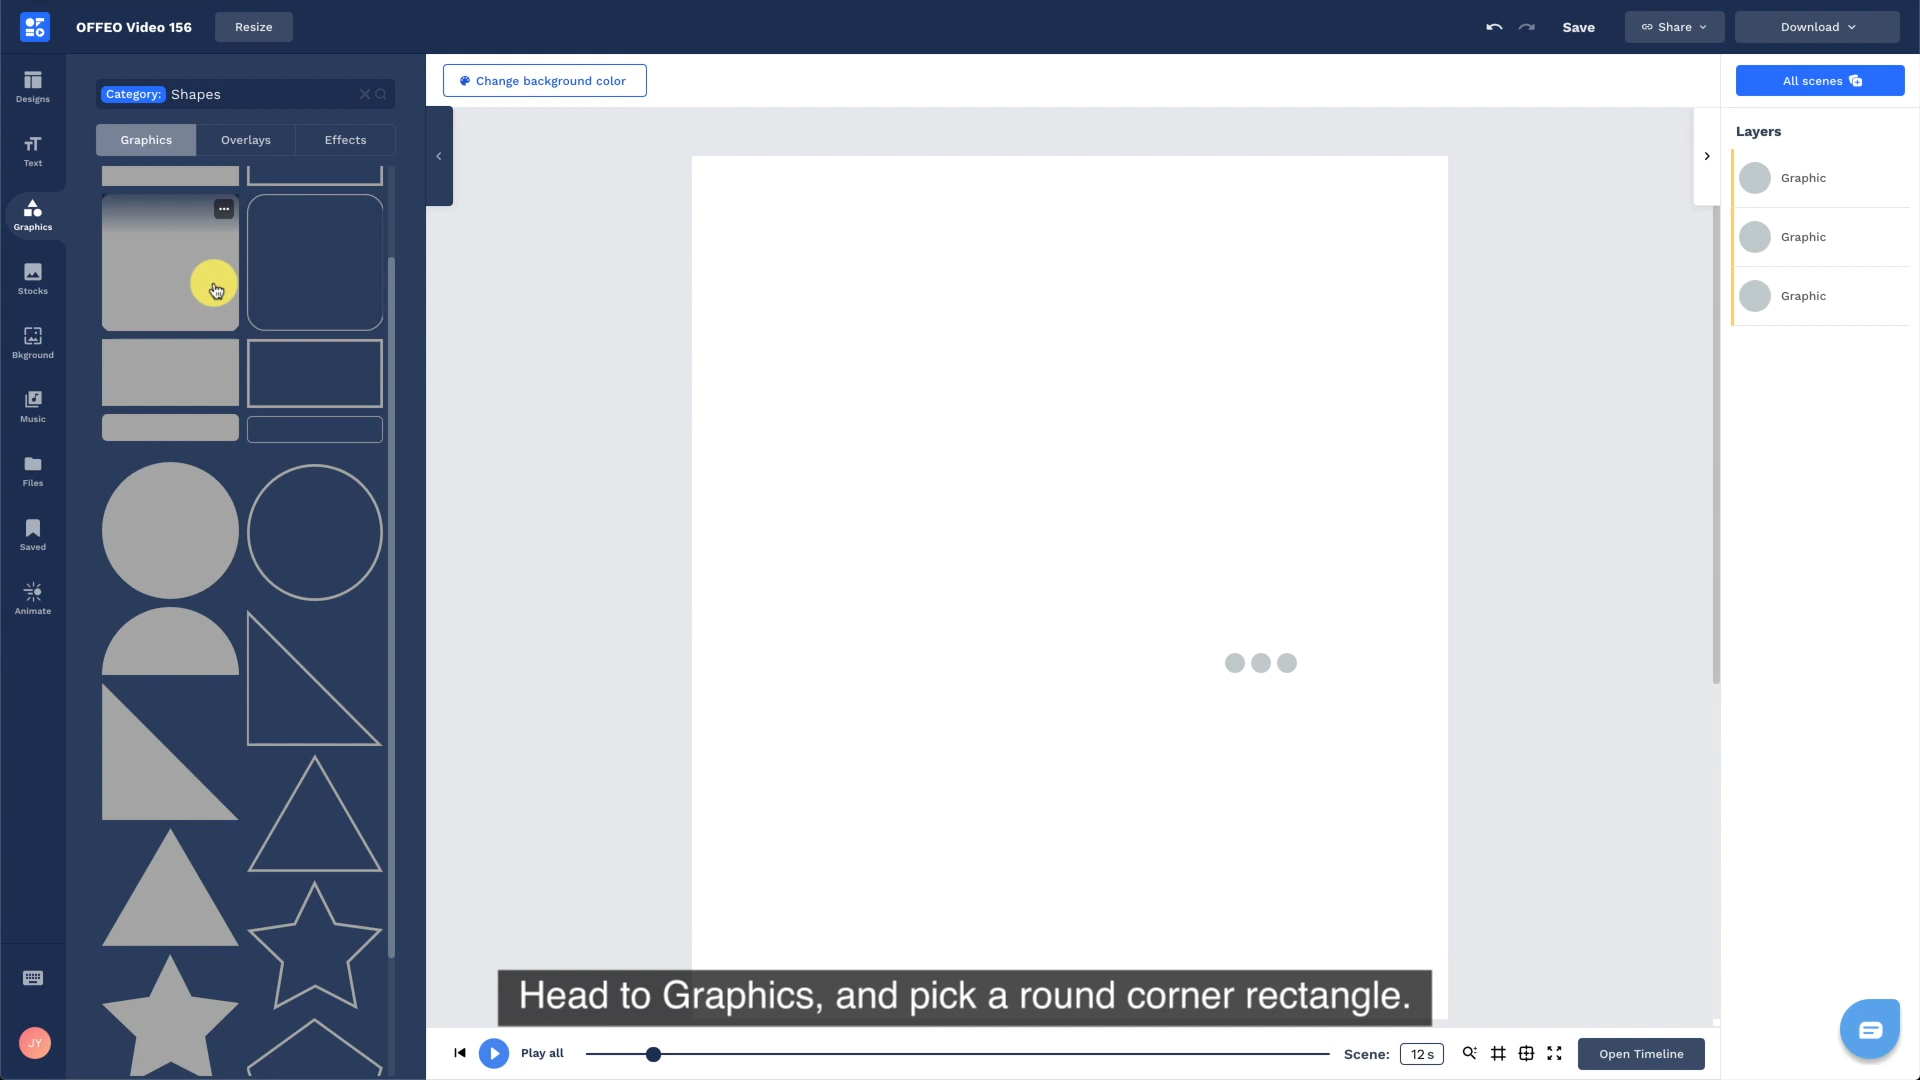 OFFEO Video 156
Resize
Save
Share
Download
Designs
Text
Graphics
Stocks
Bkground
Music
Files
Saved
Animate
JY
Category: Shapes
Graphics
Overlays
Effects
Change background color
All scenes
Layers
Graphic
Graphic
Graphic
Head to Graphics, and pick a round corner rectangle.
Play all
Scene: 12 s
Open Timeline